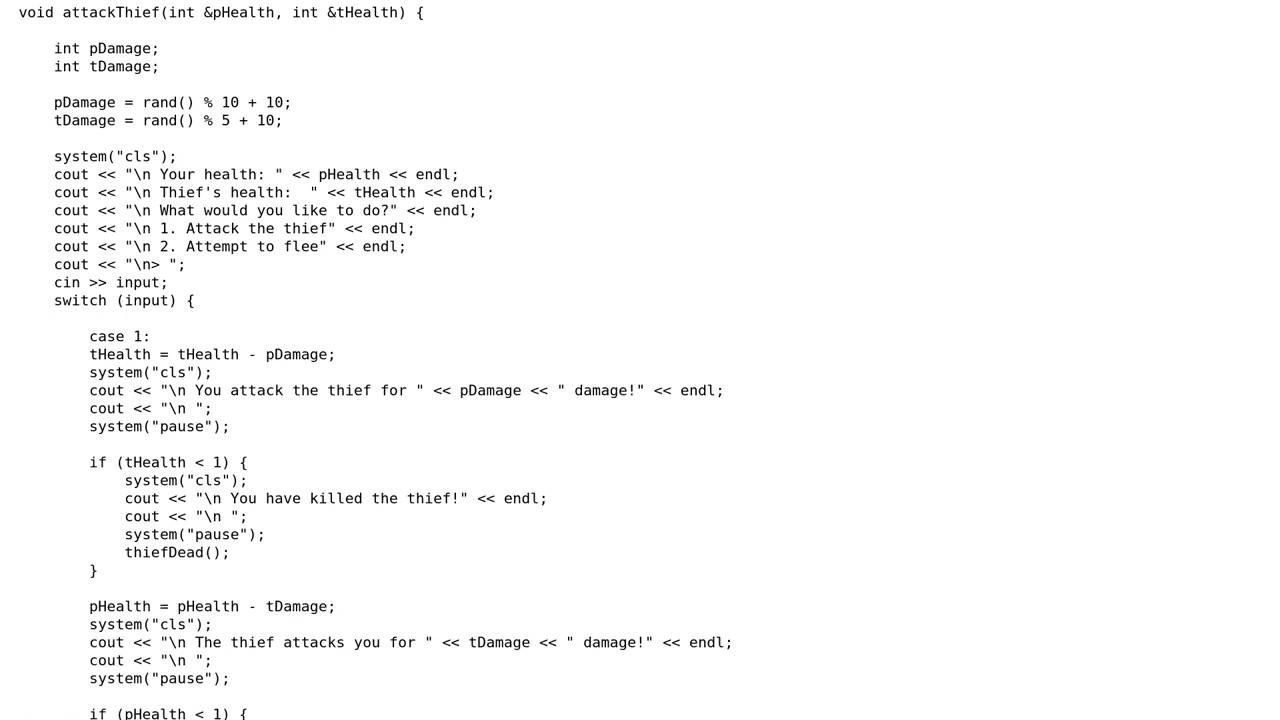 void attackThief(int &pHealth, int &tHealth) {
int pDamage;
int tDamage;
pDamage = rand() % 10 + 10;
tDamage = rand() % 5 + 10;
system("cls");
cout << "\n Your health: " << pHealth << endl;
cout << "\n Thief's health:  " << tHealth << endl;
cout << "\n What would you like to do?" << endl;
cout << "\n 1. Attack the thief" << endl;
cout << "\n 2. Attempt to flee" << endl;
cout << "\n> ";
cin >> input;
switch (input) {
case 1:
tHealth = tHealth - pDamage;
system("cls");
cout << "\n You attack the thief for " << pDamage << " damage!" << endl;
cout << "\n ";
system("pause");
if (tHealth < 1) {
system("cls");
cout << "\n You have killed the thief!" << endl;
cout << "\n ";
system("pause");
thiefDead();
}
pHealth = pHealth - tDamage;
system("cls");
cout << "\n The thief attacks you for " << tDamage << " damage!" << endl;
cout << "\n ";
system("pause");
if (pHealth < 1) {